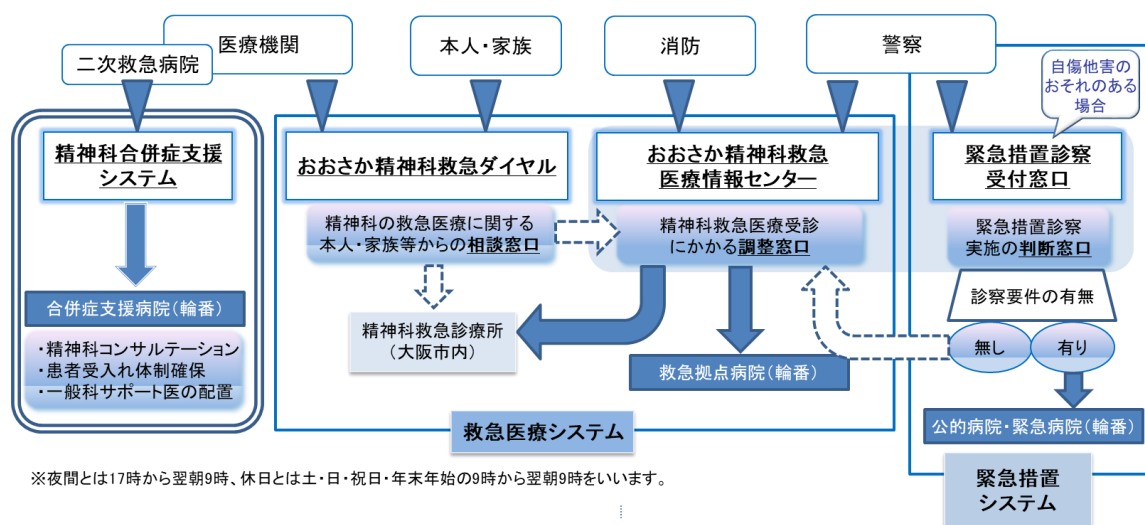 医療機関
本人・家族
消防
警察
二次救急病院
自傷他害の
おそれのある
場合
精神科合併症支援
システム
おおさか精神科救急ダイヤル
おおさか精神科救急
医療情報センター
緊急措置診察
受付窓口
精神科の救急医療に関する
本人・家族等からの相談窓口
精神科救急医療受診
にかかる調整窓口
緊急措置診察
実施の判断窓口
診察要件の有無
合併症支援病院(輪番)
・精神科コンサルテーション
・患者受入れ体制確保
・一般科サポート医の配置
精神科救急診療所
(大阪市内)
無し
有り
救急拠点病院(輪番)
公的病院・緊急病院(輪番)
救急医療システム
緊急措置
システム
※夜間とは17時から翌朝9時、休日とは土・日・祝日・年末年始の9時から翌朝9時をいいます。